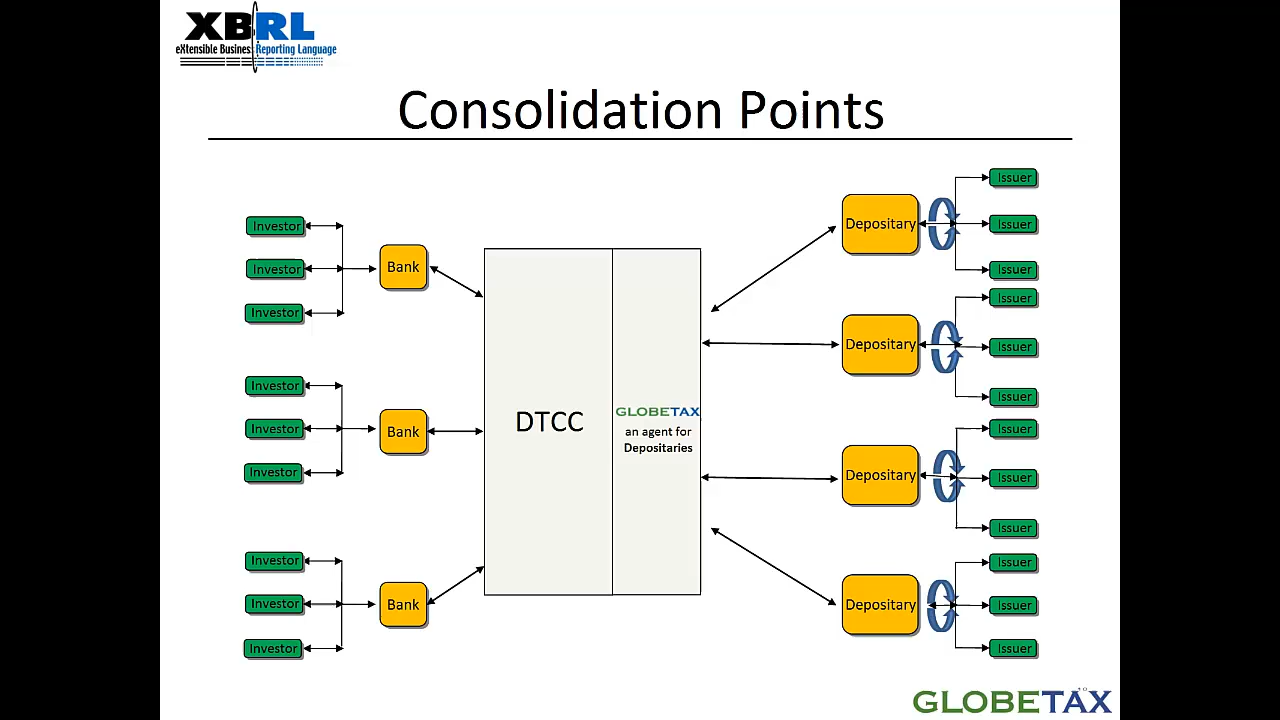 XBRL
eXtensible Business Reporting Language
Consolidation Points
Investor
Investor
Investor
Bank
Investor
Investor
Investor
Bank
Investor
Investor
Investor
Bank
DTCC
GLOBETAX
an agent for
Depositaries
Depositary
Issuer
Issuer
Issuer
Depositary
Issuer
Issuer
Issuer
Depositary
Issuer
Issuer
Issuer
Depositary
Issuer
Issuer
Issuer
GLOBETAX